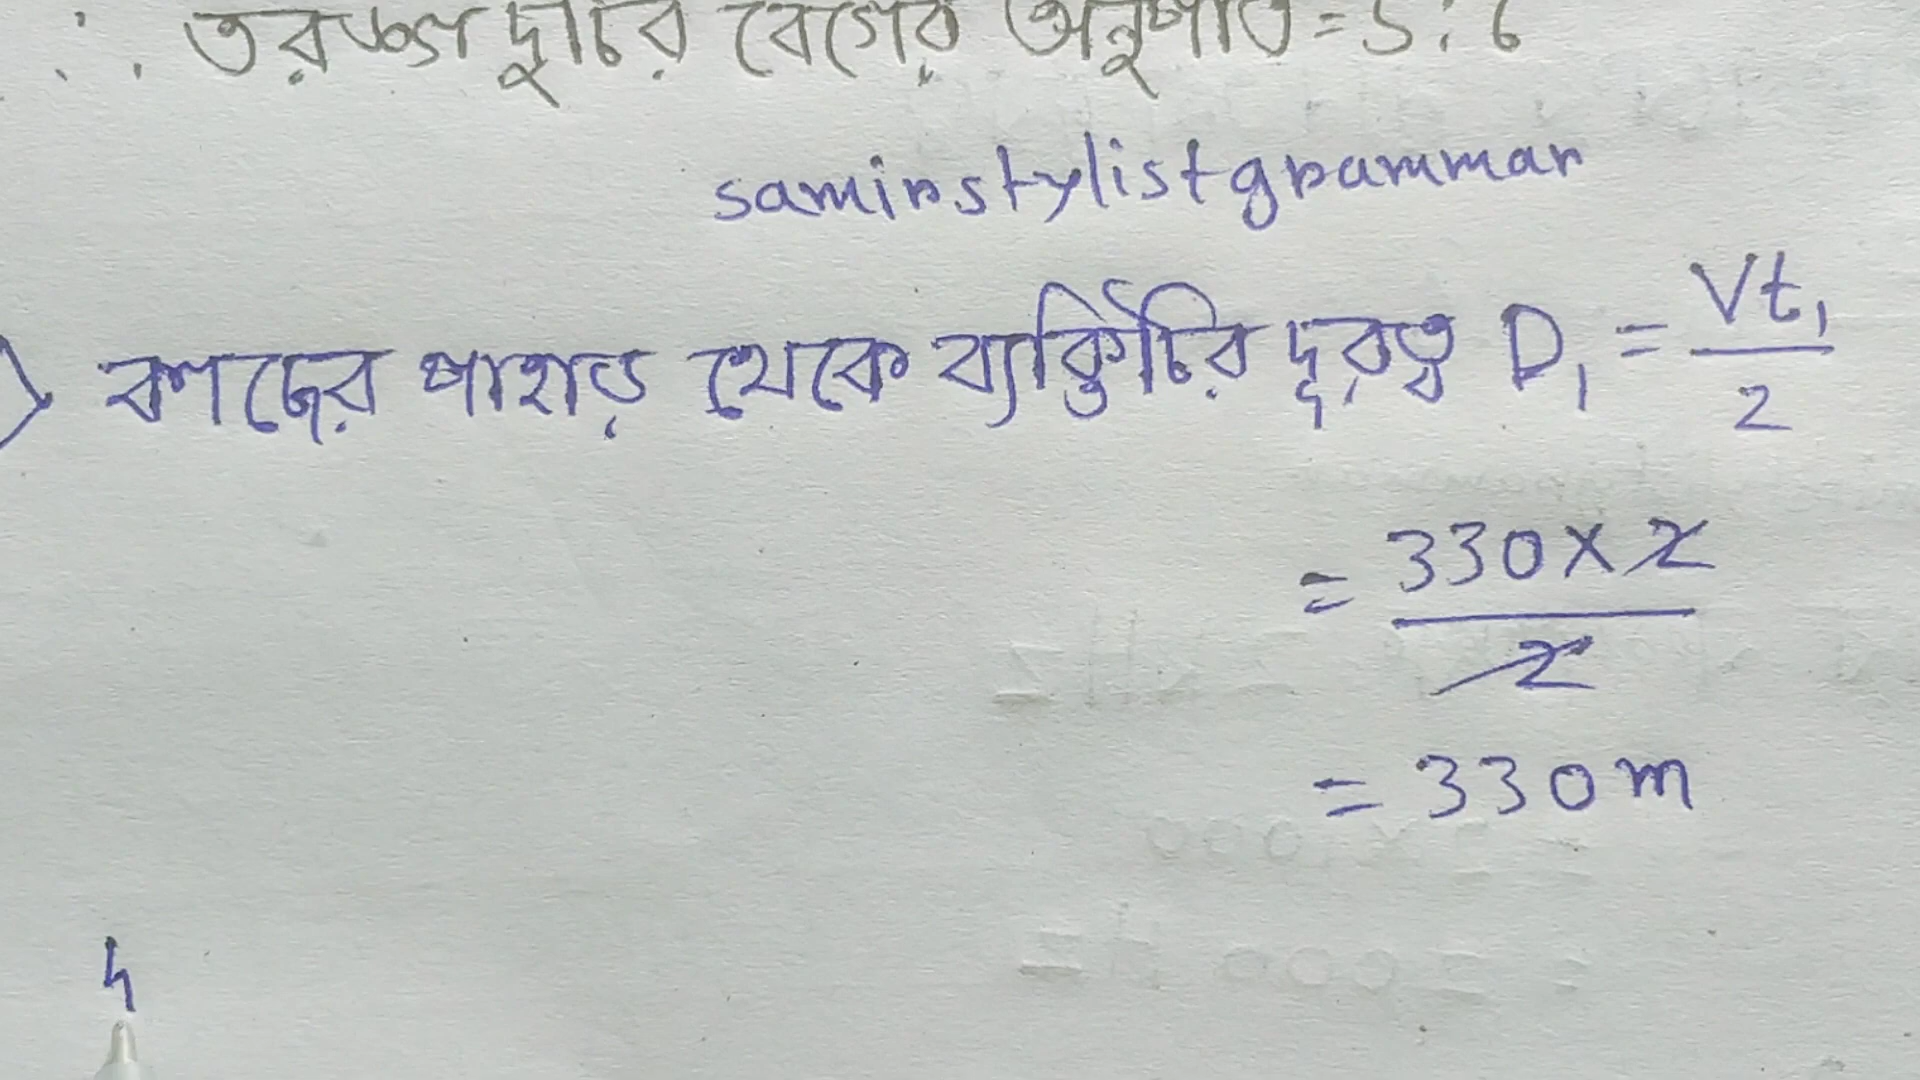 ∴ তরঙ্গ দুটির বেগের অনুপাত = 5 : 6
saminstylistgrammar
) কাছের পাহাড় থেকে ব্যক্তিটির দূরত্ব D₁ = Vt₁/2
= 330 × 2/2
= 330 m